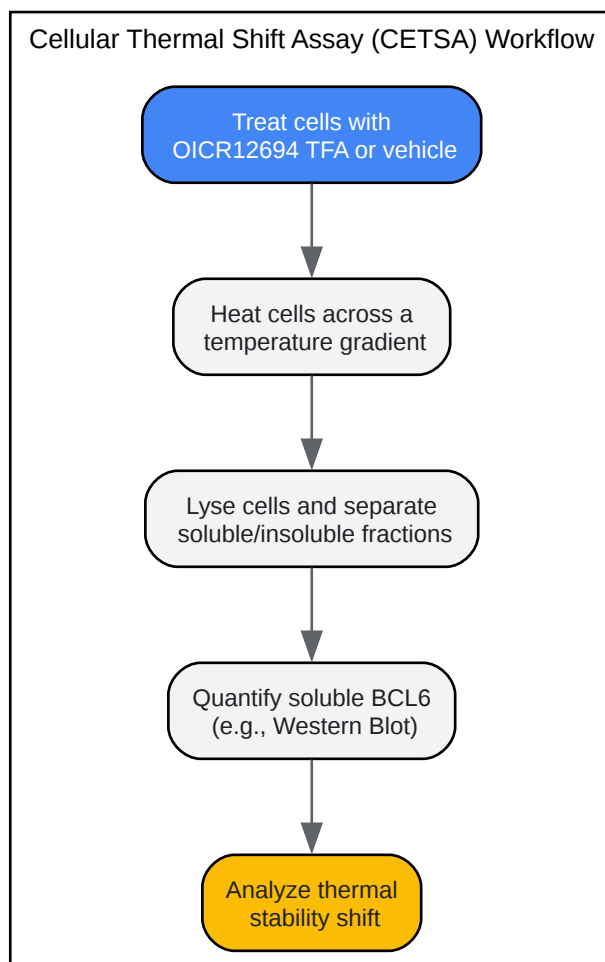 Cellular Thermal Shift Assay (CETSA) Workflow
Treat cells with
OICR12694 TFA or vehicle
Heat cells across a
temperature gradient
Lyse cells and separate
soluble/insoluble fractions
Quantify soluble BCL6
(e.g., Western Blot)
Analyze thermal
stability shift